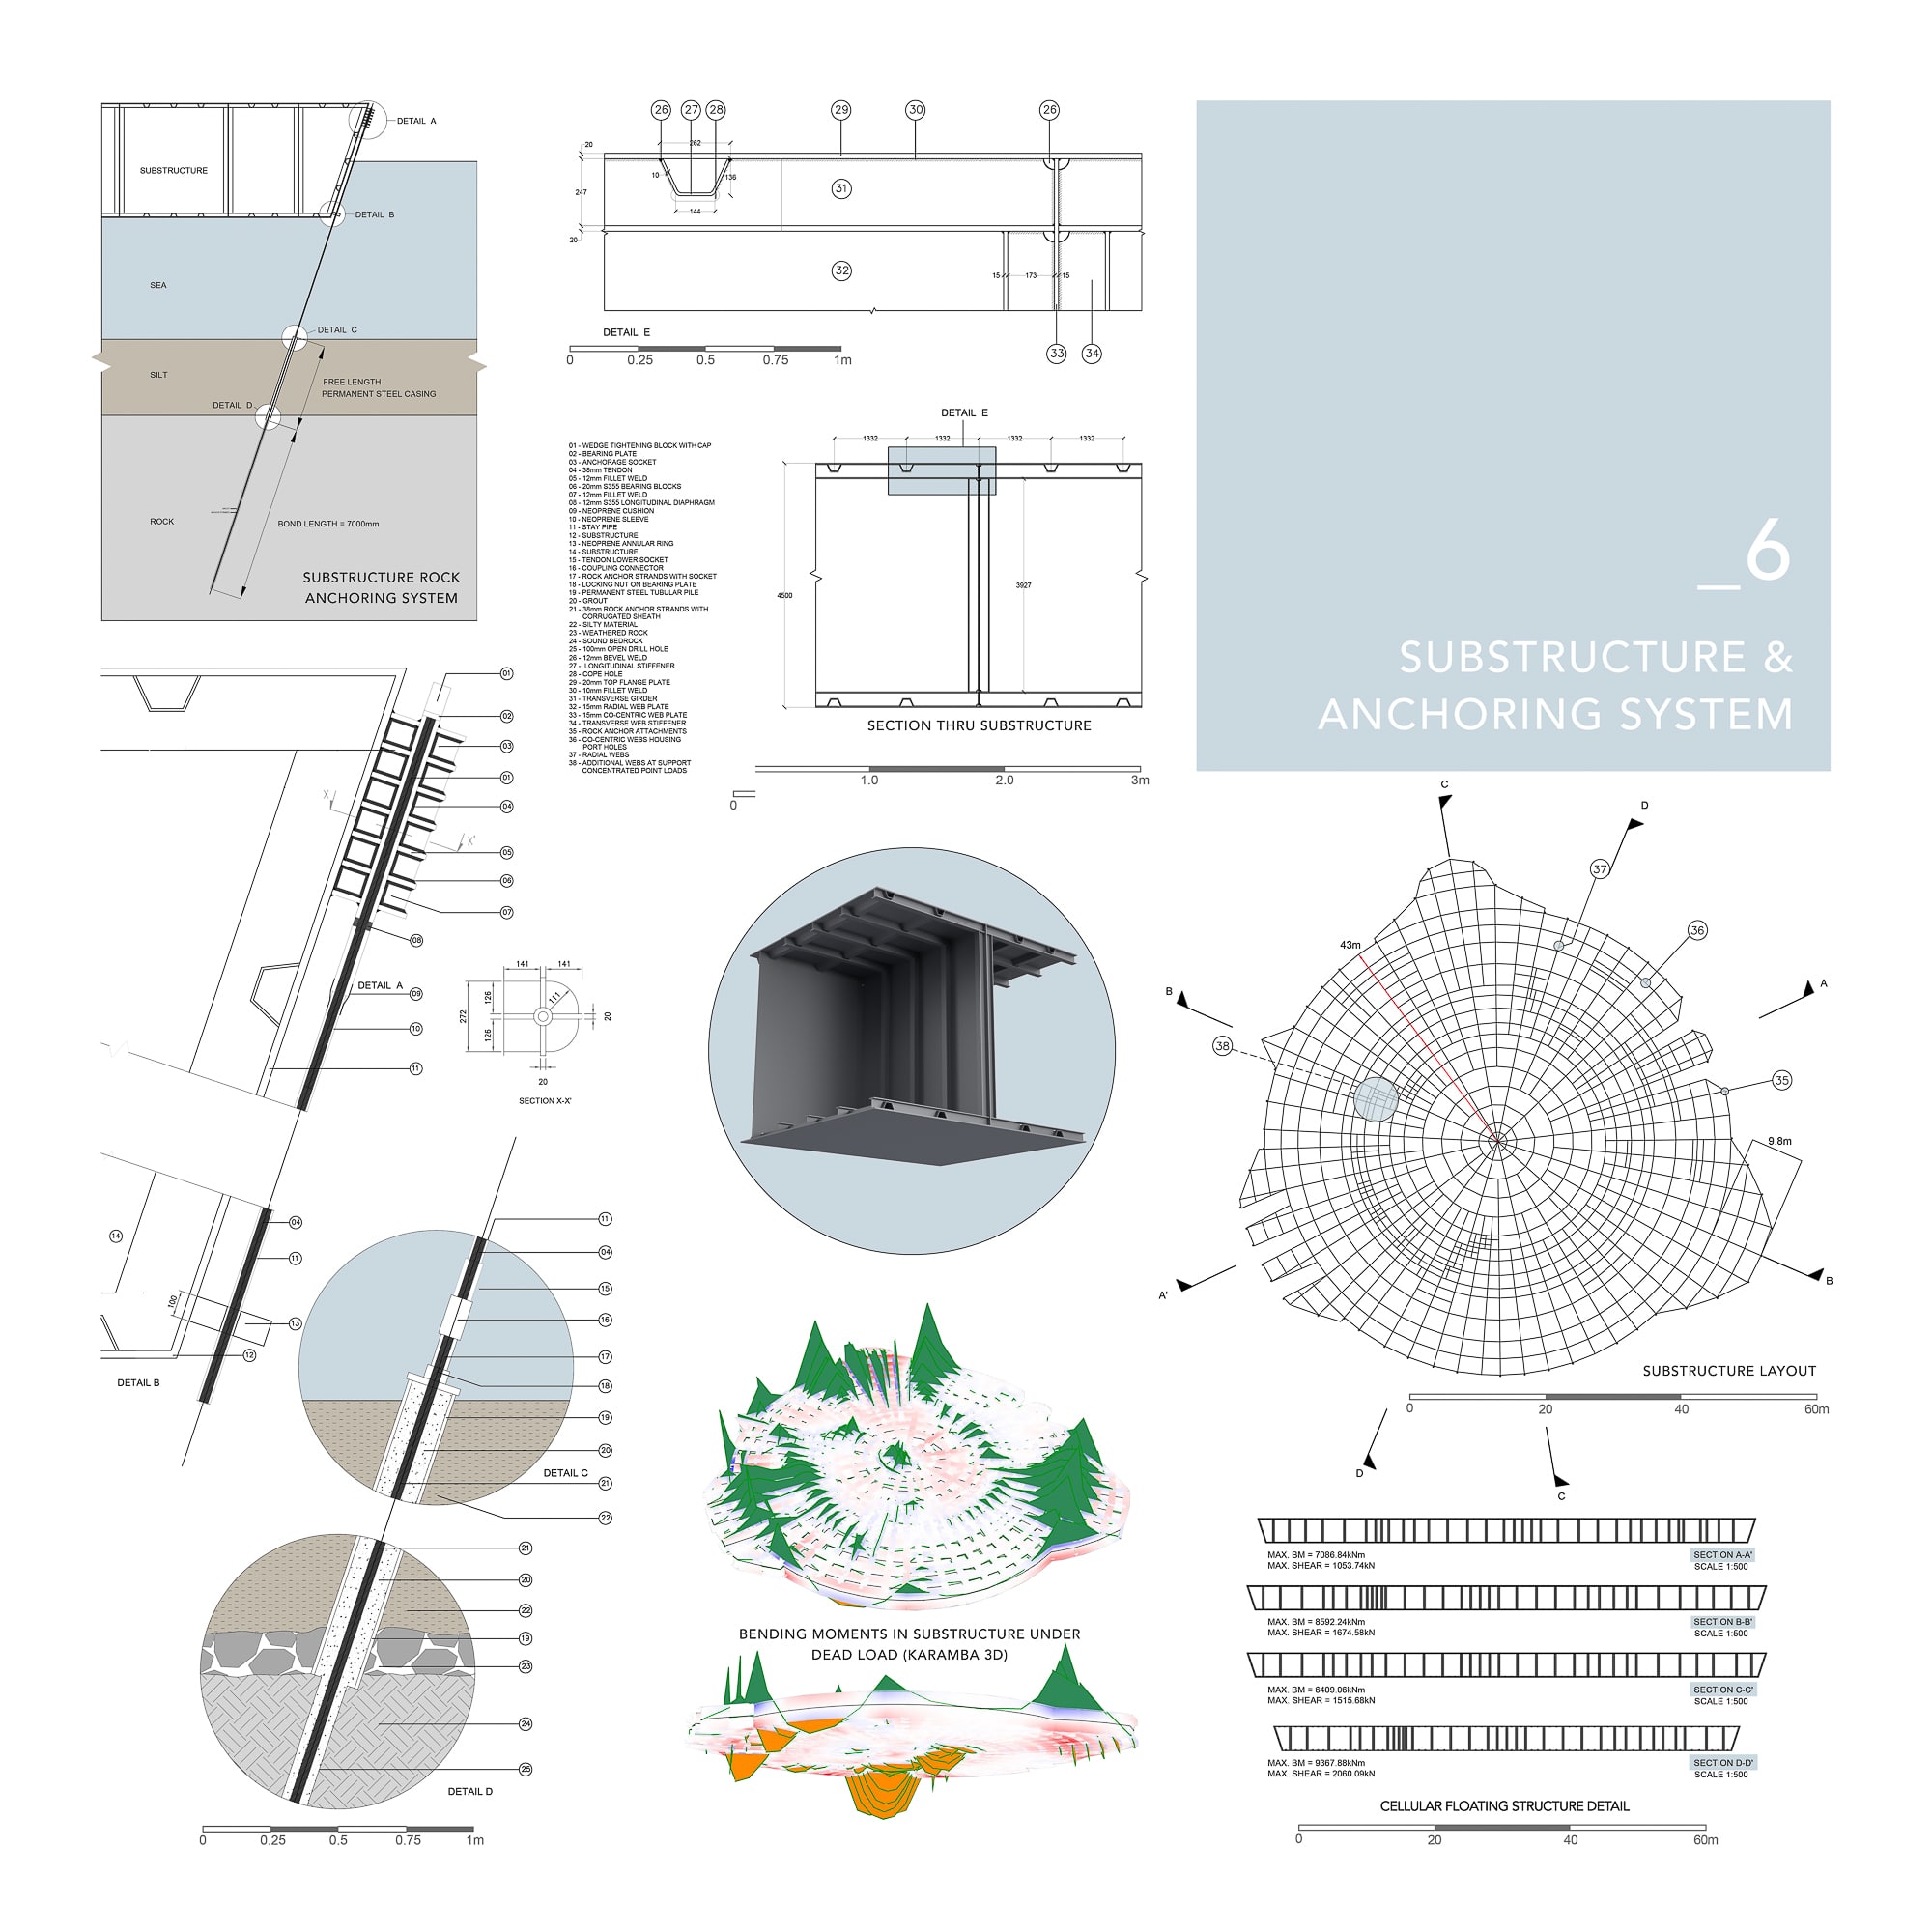 SUBSTRUCTURE
DETAIL A
DETAIL B
SEA
DETAIL C
SILT
FREE LENGTH
PERMANENT STEEL CASING
DETAIL D
ROCK
BOND LENGTH = 7000mm
SUBSTRUCTURE ROCK
ANCHORING SYSTEM
26 27 28 29 30 26
20
262
10
136
247
144
31
20
32
15 173 15
33 34
DETAIL E
0 0.25 0.5 0.75 1m
_6
SUBSTRUCTURE &
ANCHORING SYSTEM
01 - WEDGE TIGHTENING BLOCK WITH CAP
02 - BEARING PLATE
03 - ANCHORAGE SOCKET
04 - 38mm TENDON
05 - 12mm FILLET WELD
06 - 20mm S355 BEARING BLOCKS
07 - 12mm FILLET WELD
08 - 12mm S355 LONGITUDINAL DIAPHRAGM
09 - NEOPRENE CUSHION
10 - NEOPRENE SLEEVE
11 - STAY PIPE
12 - SUBSTRUCTURE
13 - NEOPRENE ANNULAR RING
14 - SUBSTRUCTURE
15 - TENDON LOWER SOCKET
16 - COUPLING CONNECTOR
17 - ROCK ANCHOR STRANDS WITH SOCKET
18 - LOCKING NUT ON BEARING PLATE
19 - PERMANENT STEEL TUBULAR PILE
20 - GROUT
21 - 38mm ROCK ANCHOR STRANDS WITH
CORRUGATED SHEATH
22 - SILTY MATERIAL
23 - WEATHERED ROCK
24 - SOUND BEDROCK
25 - 100mm OPEN DRILL HOLE
26 - 12mm BEVEL WELD
27 - LONGITUDINAL STIFFENER
28 - COPE HOLE
29 - 20mm TOP FLANGE PLATE
30 - 10mm FILLET WELD
31 - TRANSVERSE GIRDER
32 - 15mm RADIAL WEB PLATE
33 - 15mm CO-CENTRIC WEB PLATE
34 - TRANSVERSE WEB STIFFENER
35 - ROCK ANCHOR ATTACHMENTS
36 - CO-CENTRIC WEBS HOUSING
PORT HOLES
37 - RADIAL WEBS
38 - ADDITIONAL WEBS AT SUPPORT
CONCENTRATED POINT LOADS
DETAIL E
1332 1332 1332 1332
4500
3927
SECTION THRU SUBSTRUCTURE
0 1.0 2.0 3m
01
02
03
01
04
05
06
07
08
09
10
11
X
X'
DETAIL A
141 141
126
272
111
20
126
20
SECTION X-X'
14
04
11
100
13
12
DETAIL B
11
04
15
16
17
18
19
20
21
22
DETAIL C
21
20
22
19
23
24
25
DETAIL D
0 0.25 0.5 0.75 1m
BENDING MOMENTS IN SUBSTRUCTURE UNDER
DEAD LOAD (KARAMBA 3D)
C
D
37
36
43m
B
A
38
35
9.8m
A'
B
SUBSTRUCTURE LAYOUT
0 20 40 60m
D
C
MAX. BM = 7086.84kNm
MAX. SHEAR = 1053.74kN
SECTION A-A'
SCALE 1:500
MAX. BM = 8592.24kNm
MAX. SHEAR = 1674.58kN
SECTION B-B'
SCALE 1:500
MAX. BM = 6409.06kNm
MAX. SHEAR = 1515.68kN
SECTION C-C'
SCALE 1:500
MAX. BM = 9367.88kNm
MAX. SHEAR = 2060.09kN
SECTION D-D'
SCALE 1:500
CELLULAR FLOATING STRUCTURE DETAIL
0 20 40 60m